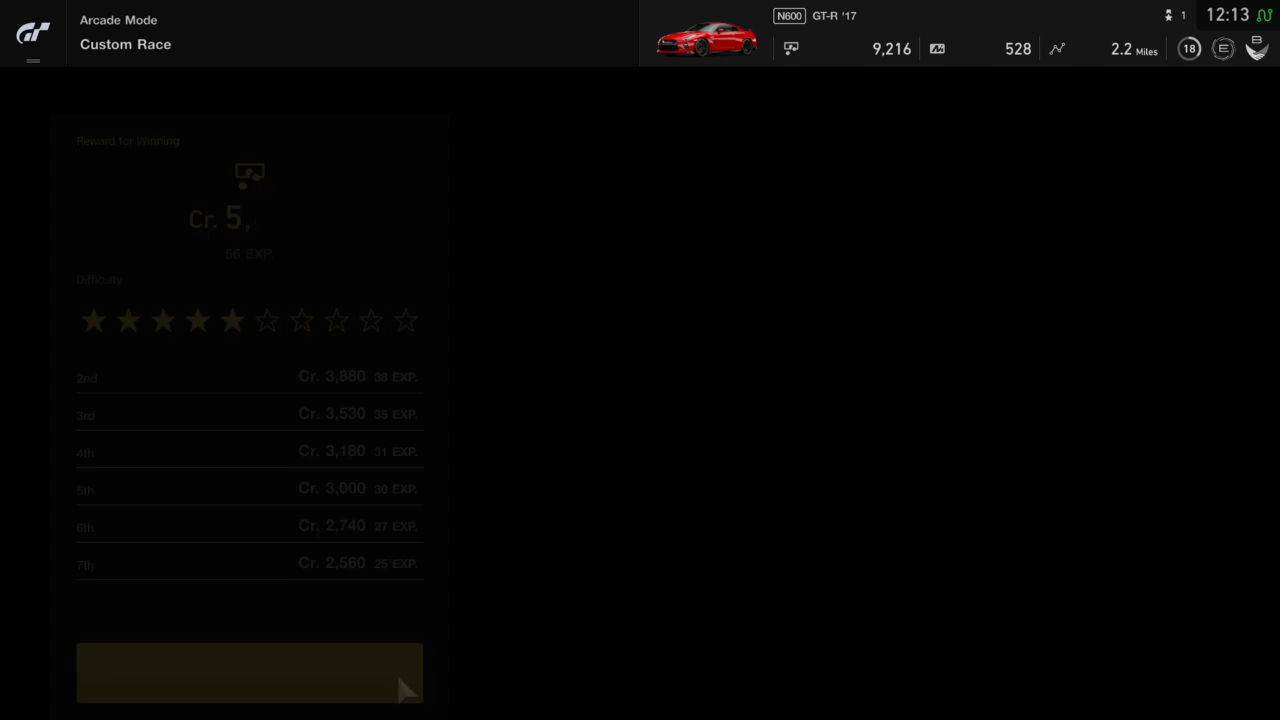 Arcade Mode
Custom Race
N600 GT-R '17
9,216
528
2.2 Miles
18
E
B
1
12:13
Reward for Winning
Cr. 5,
56 EXP
Difficulty
2nd Cr. 3,880 38 EXP.
3rd Cr. 3,530 35 EXP.
4th Cr. 3,180 31 EXP.
5th Cr. 3,000 30 EXP.
6th Cr. 2,740 27 EXP.
7th Cr. 2,560 25 EXP.